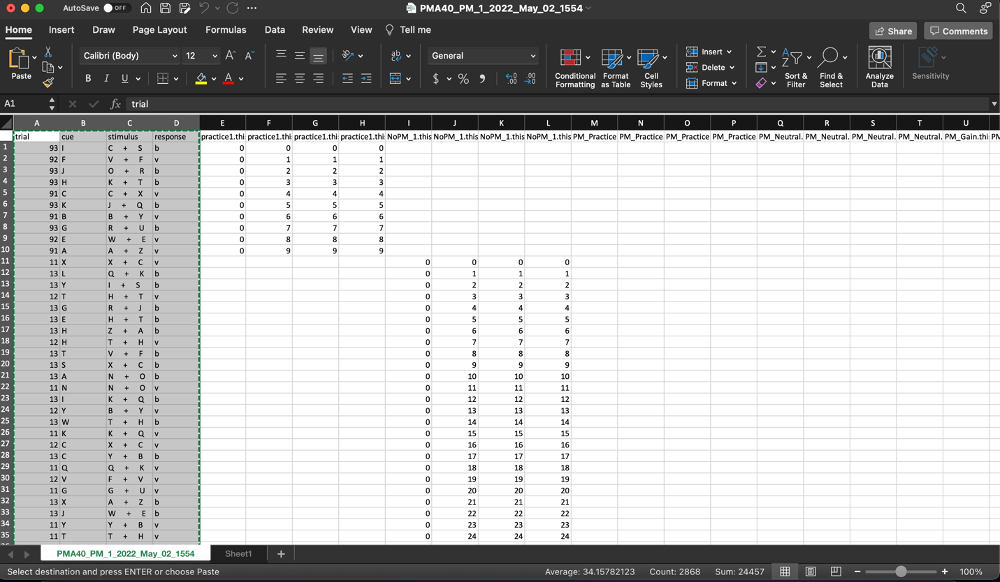 AutoSave OFF PMA40_PM_1_2022_May_02_1554
Home Insert Draw Page Layout Formulas Data Review View Tell me Share Comments
Paste Calibri (Body) 12 A A ab General Conditional Formatting Format as Table Cell Styles Insert Delete Format Sort & Filter Find & Select Analyze Data Sensitivity
B I U A $ % 
A1 fx trial
A B C D E F G H I J K L M N O P Q R S T U
trial cue stimulus response practice1.thi practice1.thi practice1.thi practice1.thi NoPM_1.this NoPM_1.this NoPM_1.this NoPM_1.this PM_Practice PM_Practice PM_Practice PM_Practice PM_Neutral. PM_Neutral. PM_Neutral. PM_Neutral. PM_Gain.thi PM
1 93 I C + S b 0 0 0 0
2 92 F V + F v 0 1 1 1
3 93 J O + R b 0 2 2 2
4 93 H K + T b 0 3 3 3
5 91 C C + X v 0 4 4 4
6 93 K J + Q b 0 5 5 5
7 91 B B + Y v 0 6 6 6
8 93 G R + U b 0 7 7 7
9 92 E W + E v 0 8 8 8
10 91 A A + Z v 0 9 9 9
11 11 X X + C v 0 0 0 0
12 13 L Q + K b 0 1 1 1
13 13 Y I + S b 0 2 2 2
14 12 T H + T v 0 3 3 3
15 13 G R + J b 0 4 4 4
16 13 E H + T b 0 5 5 5
17 13 H Z + A b 0 6 6 6
18 12 H T + H v 0 7 7 7
19 13 T V + F b 0 8 8 8
20 13 S X + C b 0 9 9 9
21 13 A N + O b 0 10 10 10
22 11 N N + O v 0 11 11 11
23 13 I K + Q b 0 12 12 12
24 12 Y B + Y v 0 13 13 13
25 13 W T + H b 0 14 14 14
26 11 K K + Q v 0 15 15 15
27 12 C X + C v 0 16 16 16
28 13 C Y + B b 0 17 17 17
29 11 Q Q + K v 0 18 18 18
30 12 V F + V v 0 19 19 19
31 11 G G + U v 0 20 20 20
32 13 X A + Z b 0 21 21 21
33 13 J W + E b 0 22 22 22
34 11 Y Y + B v 0 23 23 23
35 11 T T + H v 0 24 24 24
PMA40_PM_1_2022_May_02_1554 Sheet1 +
Select destination and press ENTER or choose Paste Average: 34.15782123 Count: 2868 Sum: 24457 100%